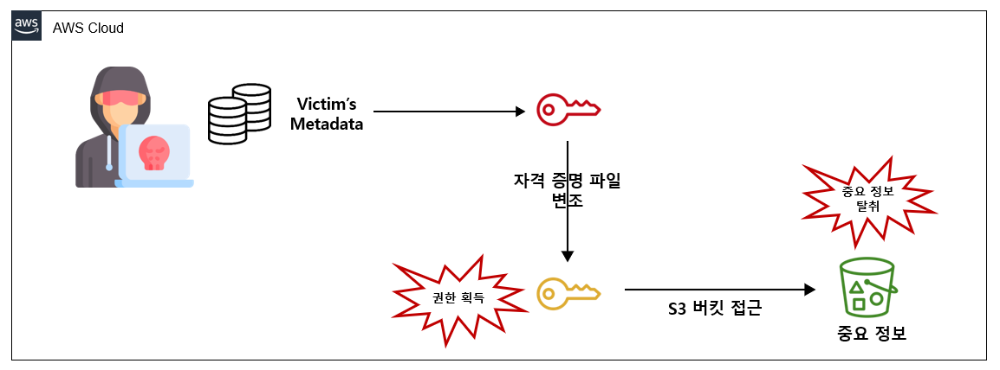 aws
AWS Cloud
Victim's
Metadata
자격 증명 파일
변조
중요 정보
탈취
권한 획득
S3 버킷 접근
중요 정보